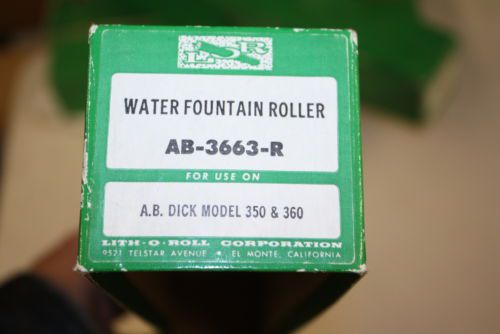 LSR
WATER FOUNTAIN ROLLER
AB-3663-R
FOR USE ON
A.B. DICK MODEL 350 & 360
LITH-O-ROLL CORPORATION
9521 TELSTAR AVENUE • EL MONTE, CALIFORNIA